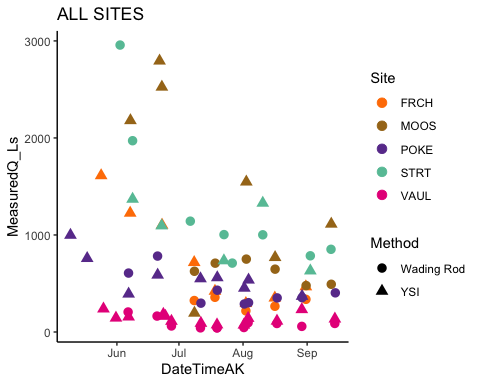 ALL SITES
3000
2000
1000
0
MeasuredQ_Ls
Jun Jul Aug Sep
DateTimeAK
Site
FRCH
MOOS
POKE
STRT
VAUL
Method
Wading Rod
YSI